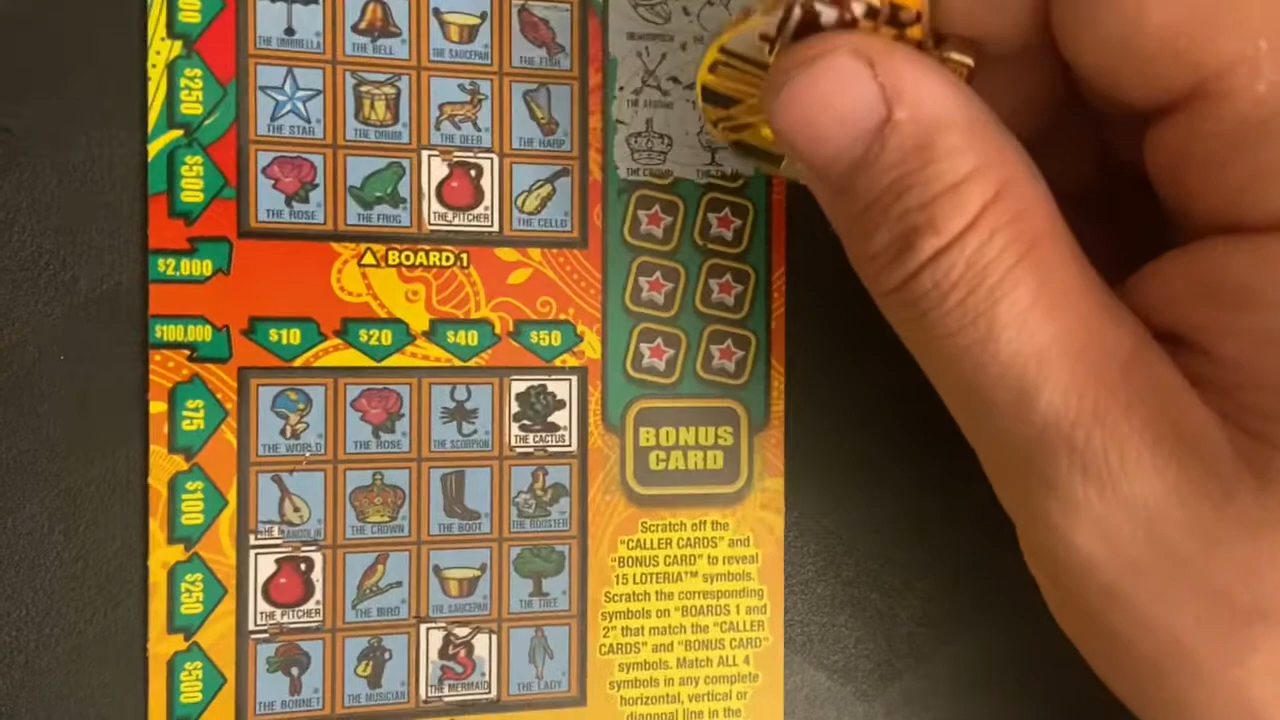 THE UMBRELLA THE BELL THE SAUCEPAN THE FISH
$250
THE STAR THE DRUM THE DEER THE HARP
$500
THE ROSE THE FROG THE PITCHER THE CELLO
THE CROWN
$2,000
BOARD 1
$100,000 $10 $20 $40 $50
$75
THE WORLD THE ROSE THE SCORPION THE CACTUS
$100
THE MANDOLIN THE CROWN THE BOOT THE ROOSTER
$250
THE PITCHER THE BIRD THE SAUCEPAN THE TREE
$500
THE BONNET THE MUSICIAN THE MERMAID THE LADY
BONUS
CARD
Scratch off the
"CALLER CARDS" and
"BONUS CARD" to reveal
15 LOTERIA™ symbols.
Scratch the corresponding
symbols on "BOARDS 1 and
2" that match the "CALLER
CARDS" and "BONUS CARD"
symbols. Match ALL 4
symbols in any complete
horizontal, vertical or
diagonal line in the